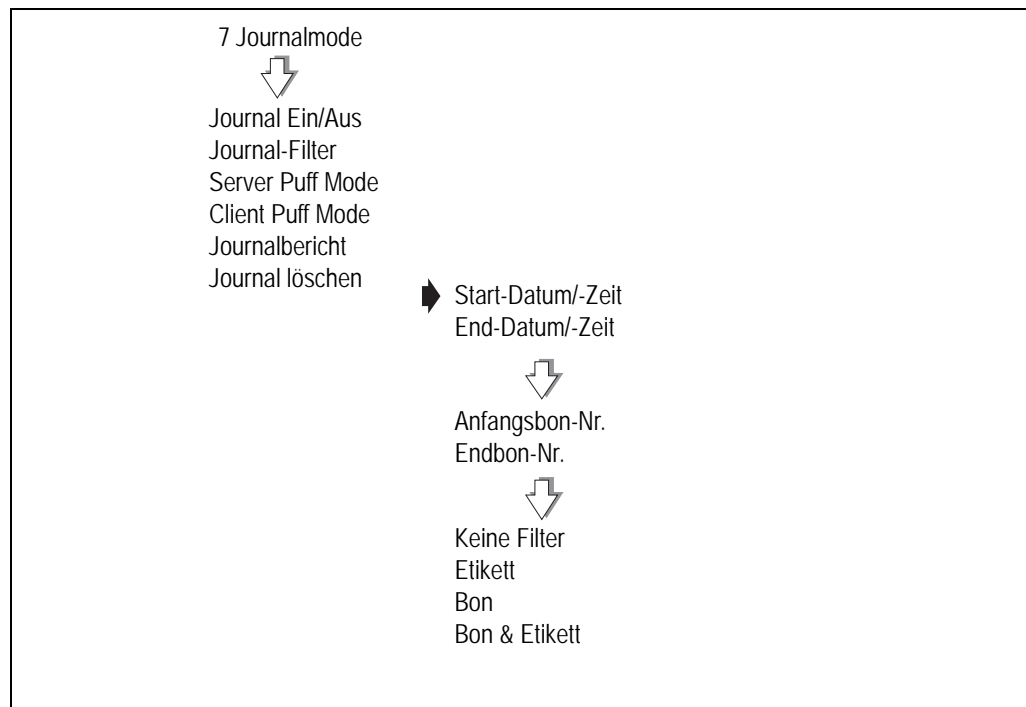 7 Journalmode
Journal Ein/Aus
Journal-Filter
Server Puff Mode
Client Puff Mode
Journalbericht
Journal löschen
Start-Datum/-Zeit
End-Datum/-Zeit
Anfangsbon-Nr.
Endbon-Nr.
Keine Filter
Etikett
Bon
Bon & Etikett